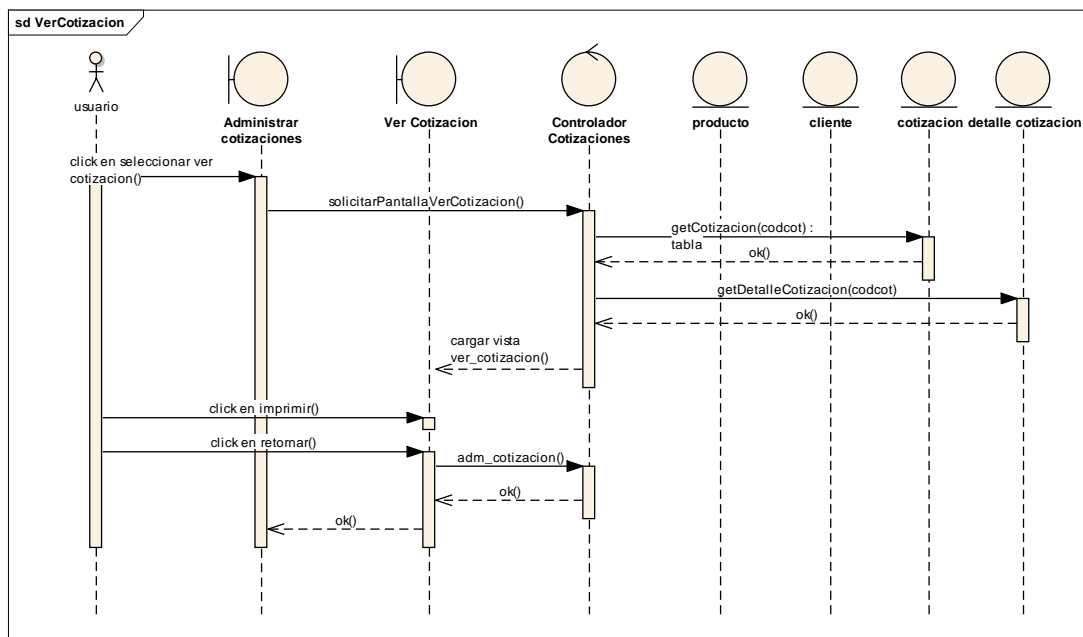 sd VerCotizacion
usuario
Administrar
cotizaciones
Ver Cotizacion
Controlador
Cotizaciones
producto
cliente
cotizacion
detalle cotizacion
click en seleccionar ver
cotizacion()
solicitarPantallaVerCotizacion()
getCotizacion(codcot) :
tabla
ok()
getDetalleCotizacion(codcot)
ok()
cargar vista
ver_cotizacion()
click en imprimir()
click en retornar()
adm_cotizacion()
ok()
ok()